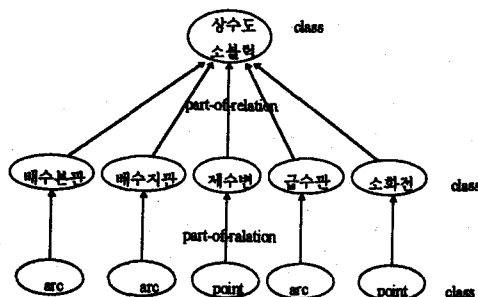 상수도 class
소블럭
part-of-relation
배수본관 배수지관 제수변 급수관 소화전 class
part-of-ralation
arc arc point arc point class